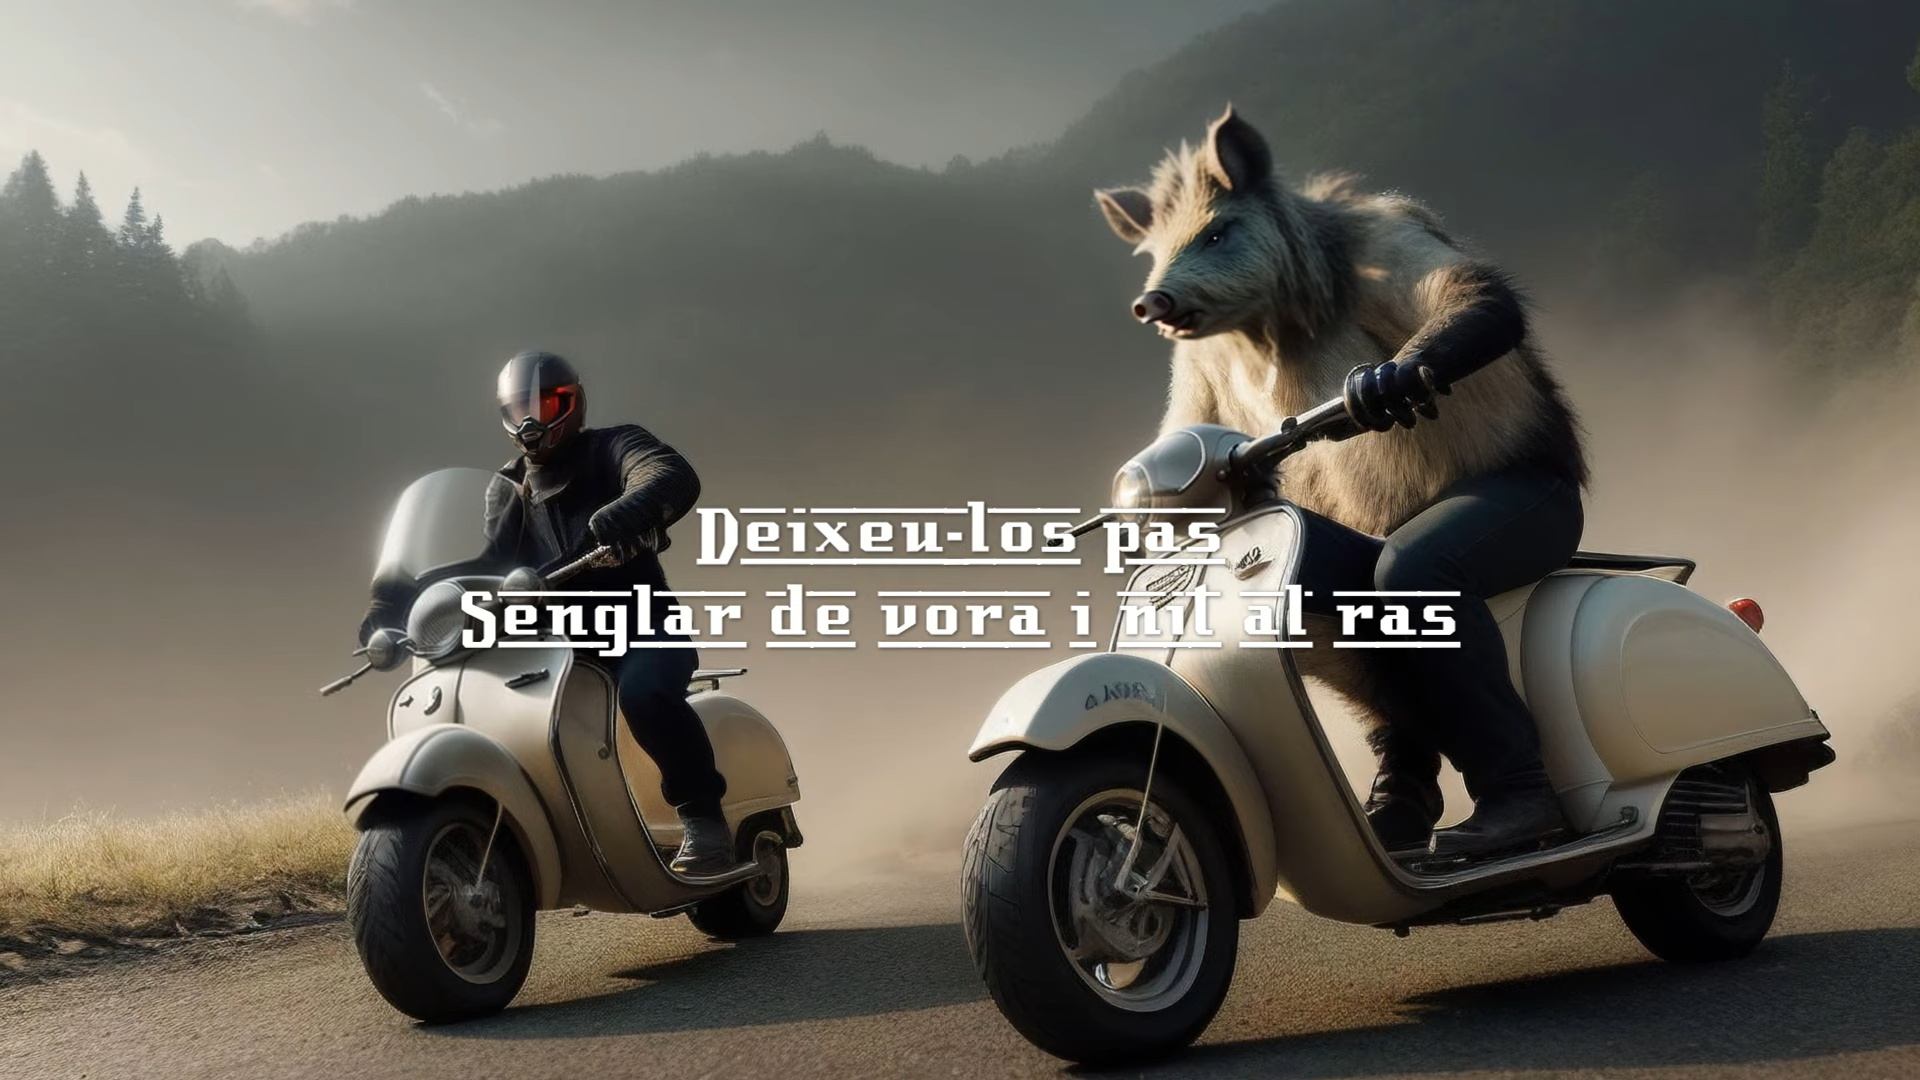 Deixeu-los pas
Senglar de vora i nit al ras